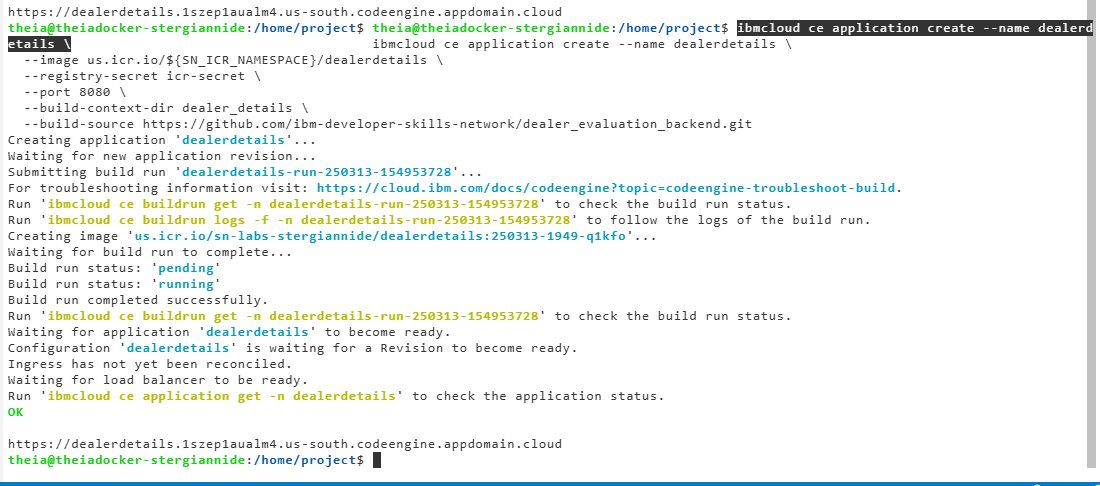 https://dealerdetails.1szep1aualm4.us-south.codeengine.appdomain.cloud
theia@theiadocker-stergiannide:/home/project$ theia@theiadocker-stergiannide:/home/project$ ibmcloud ce application create --name dealerd
etails \                                      ibmcloud ce application create --name dealerdetails \
  --image us.icr.io/${SN_ICR_NAMESPACE}/dealerdetails \
  --registry-secret icr-secret \
  --port 8080 \
  --build-context-dir dealer_details \
  --build-source https://github.com/ibm-developer-skills-network/dealer_evaluation_backend.git
Creating application 'dealerdetails'...
Waiting for new application revision...
Submitting build run 'dealerdetails-run-250313-154953728'...
For troubleshooting information visit: https://cloud.ibm.com/docs/codeengine?topic=codeengine-troubleshoot-build.
Run 'ibmcloud ce buildrun get -n dealerdetails-run-250313-154953728' to check the build run status.
Run 'ibmcloud ce buildrun logs -f -n dealerdetails-run-250313-154953728' to follow the logs of the build run.
Creating image 'us.icr.io/sn-labs-stergiannide/dealerdetails:250313-1949-q1kfo'...
Waiting for build run to complete...
Build run status: 'pending'
Build run status: 'running'
Build run completed successfully.
Run 'ibmcloud ce buildrun get -n dealerdetails-run-250313-154953728' to check the build run status.
Waiting for application 'dealerdetails' to become ready.
Configuration 'dealerdetails' is waiting for a Revision to become ready.
Ingress has not yet been reconciled.
Waiting for load balancer to be ready.
Run 'ibmcloud ce application get -n dealerdetails' to check the application status.
OK
https://dealerdetails.1szep1aualm4.us-south.codeengine.appdomain.cloud
theia@theiadocker-stergiannide:/home/project$